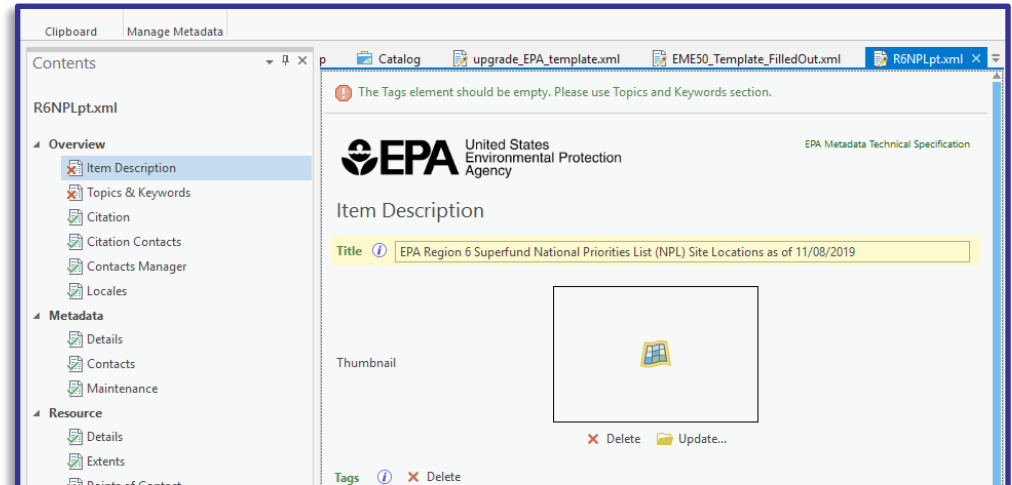 Clipboard
Manage Metadata
Contents
p
Catalog
upgrade_EPA_template.xml
EME50_Template_FilledOut.xml
R6NPLpt.xml
The Tags element should be empty. Please use Topics and Keywords section.
R6NPLpt.xml
Overview
Item Description
Topics & Keywords
Citation
Citation Contacts
Contacts Manager
Locales
Metadata
Details
Contacts
Maintenance
Resource
Details
Extents
Points of Contact
EPA
United States
Environmental Protection
Agency
EPA Metadata Technical Specification
Item Description
Title
EPA Region 6 Superfund National Priorities List (NPL) Site Locations as of 11/08/2019
Thumbnail
Delete
Update...
Tags
Delete